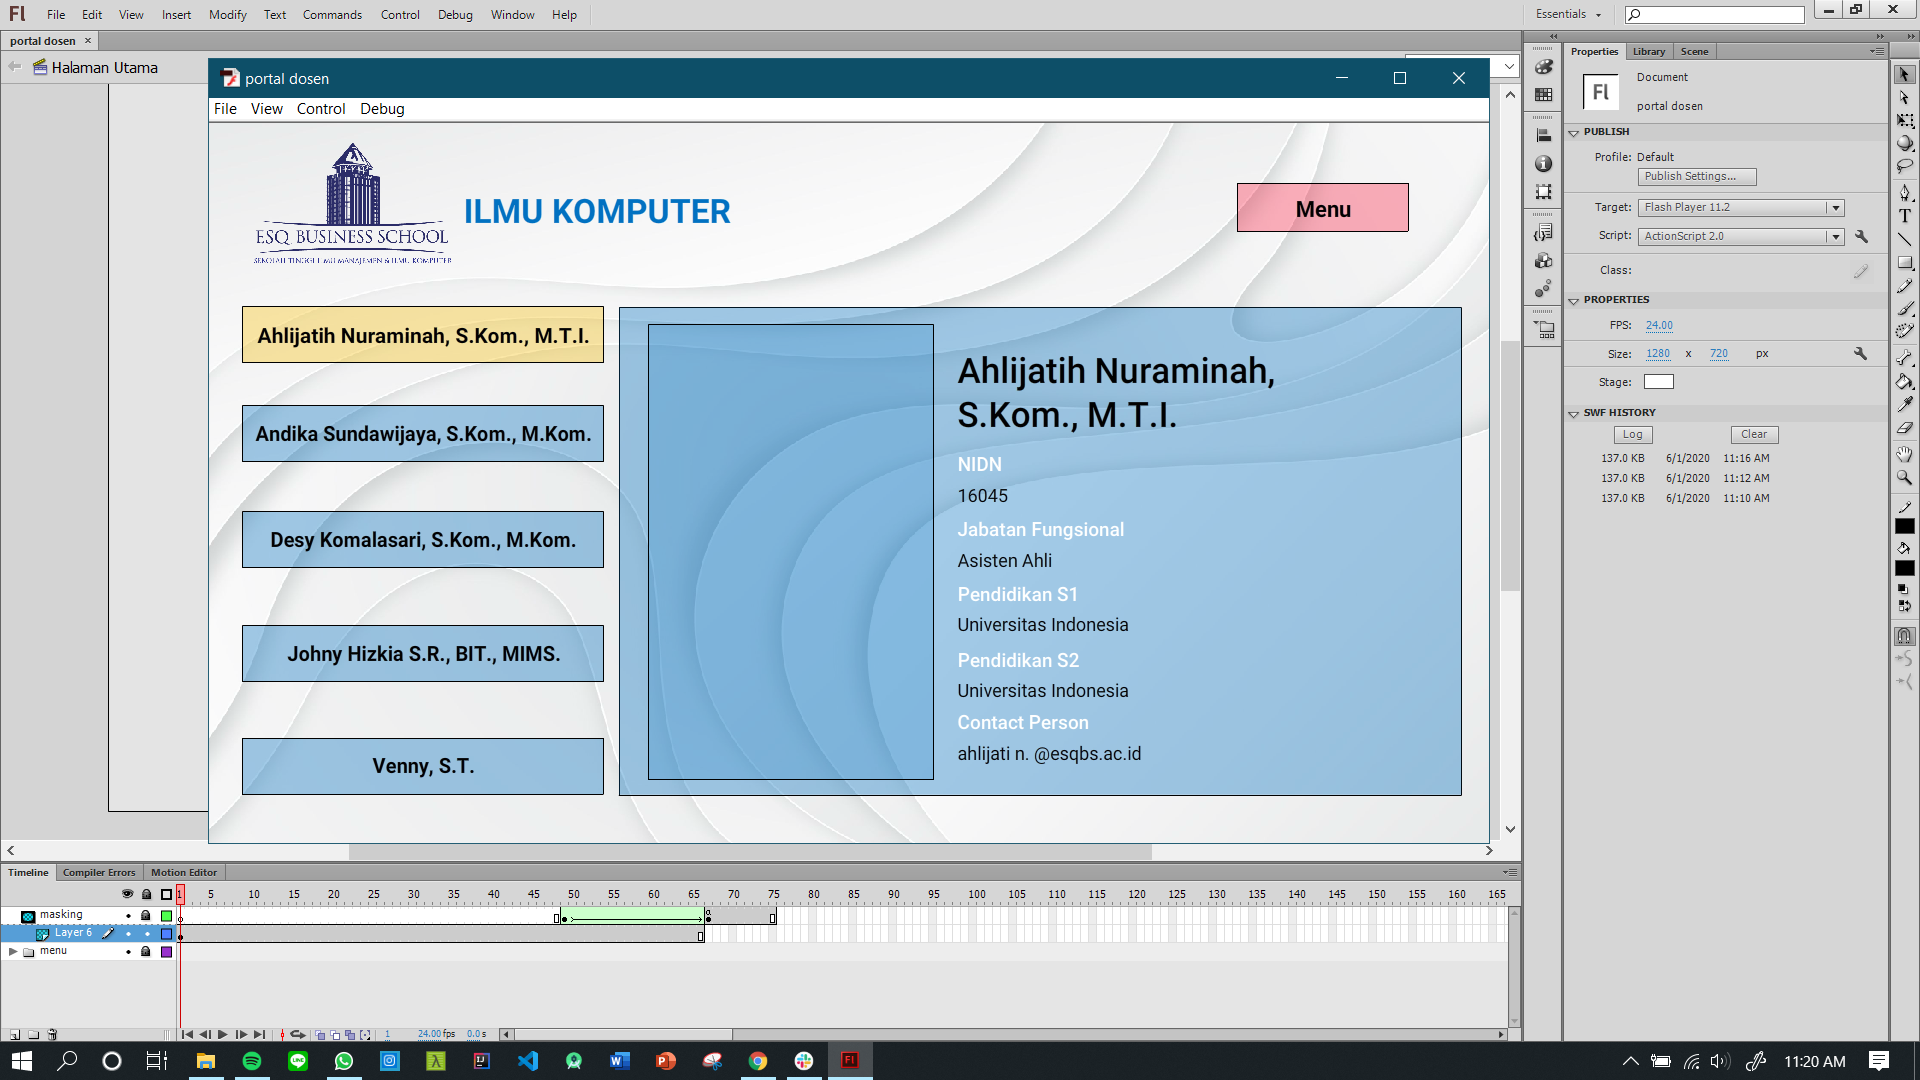 Fl File Edit View Insert Modify Text Commands Control Debug Window Help Essentials
portal dosen
Halaman Utama
portal dosen
File View Control Debug
ESQ BUSINESS SCHOOL
SEKOLAH TINGGI ILMU MANAJEMEN & ILMU KOMPUTER
ILMU KOMPUTER
Menu
Ahlijatih Nuraminah, S.Kom., M.T.I.
Andika Sundawijaya, S.Kom., M.Kom.
Desy Komalasari, S.Kom., M.Kom.
Johny Hizkia S.R., BIT., MIMS.
Venny, S.T.
Ahlijatih Nuraminah,
S.Kom., M.T.I.
NIDN
16045
Jabatan Fungsional
Asisten Ahli
Pendidikan S1
Universitas Indonesia
Pendidikan S2
Universitas Indonesia
Contact Person
ahlijati n. @esqbs.ac.id
Properties Library Scene
Fl
Document
portal dosen
PUBLISH
Profile: Default
Publish Settings...
Target: Flash Player 11.2
Script: ActionScript 2.0
Class:
PROPERTIES
FPS: 24.00
Size: 1280 x 720 px
Stage:
SWF HISTORY
Log Clear
137.0 KB 6/1/2020 11:16 AM
137.0 KB 6/1/2020 11:12 AM
137.0 KB 6/1/2020 11:10 AM
Timeline Compiler Errors Motion Editor
1 5 10 15 20 25 30 35 40 45 50 55 60 65 70 75 80 85 90 95 100 105 110 115 120 125 130 135 140 145 150 155 160 165
masking
Layer 6
menu
1 24.00 fps 0.0 s
11:20 AM